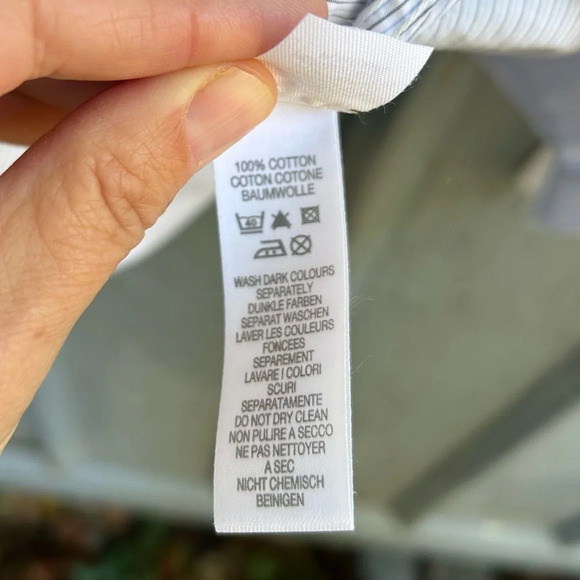 100% COTTON
COTON COTONE
BAUMWOLLE
40
WASH DARK COLOURS
SEPARATELY
DUNKLE FARBEN
SEPARAT WASCHEN
LAVER LES COULEURS
FONCEES
SEPAREMENT
LAVARE I COLORI
SCURI
SEPARATAMENTE
DO NOT DRY CLEAN
NON PULIRE A SECCO
NE PAS NETTOYER
A SEC
NICHT CHEMISCH
BEINIGEN